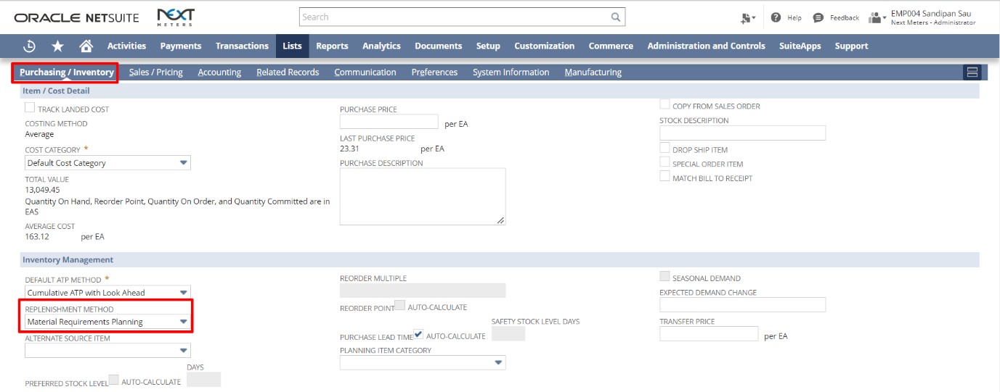 ORACLE NETSUITE
NEXT
METERS
Search
Help
Feedback
EMP004 Sandipan Sau
Next Meters - Administrator
Activities Payments Transactions Lists Reports Analytics Documents Setup Customization Commerce Administration and Controls SuiteApps Support
Purchasing / Inventory Sales / Pricing Accounting Related Records Communication Preferences System Information Manufacturing
Item / Cost Detail
TRACK LANDED COST
COSTING METHOD
Average
COST CATEGORY *
Default Cost Category
TOTAL VALUE
13,049.45
Quantity On Hand, Reorder Point, Quantity On Order, and Quantity Committed are in
EAS
AVERAGE COST
163.12 per EA
PURCHASE PRICE
per EA
LAST PURCHASE PRICE
23.31 per EA
PURCHASE DESCRIPTION
COPY FROM SALES ORDER
STOCK DESCRIPTION
DROP SHIP ITEM
SPECIAL ORDER ITEM
MATCH BILL TO RECEIPT
Inventory Management
DEFAULT ATP METHOD *
Cumulative ATP with Look Ahead
REPLENISHMENT METHOD
Material Requirements Planning
ALTERNATE SOURCE ITEM
DAYS
PREFERRED STOCK LEVEL AUTO-CALCULATE
REORDER MULTIPLE
REORDER POINT AUTO-CALCULATE
SAFETY STOCK LEVEL DAYS
PURCHASE LEAD TIME AUTO-CALCULATE
PLANNING ITEM CATEGORY
SEASONAL DEMAND
EXPECTED DEMAND CHANGE
TRANSFER PRICE
per EA